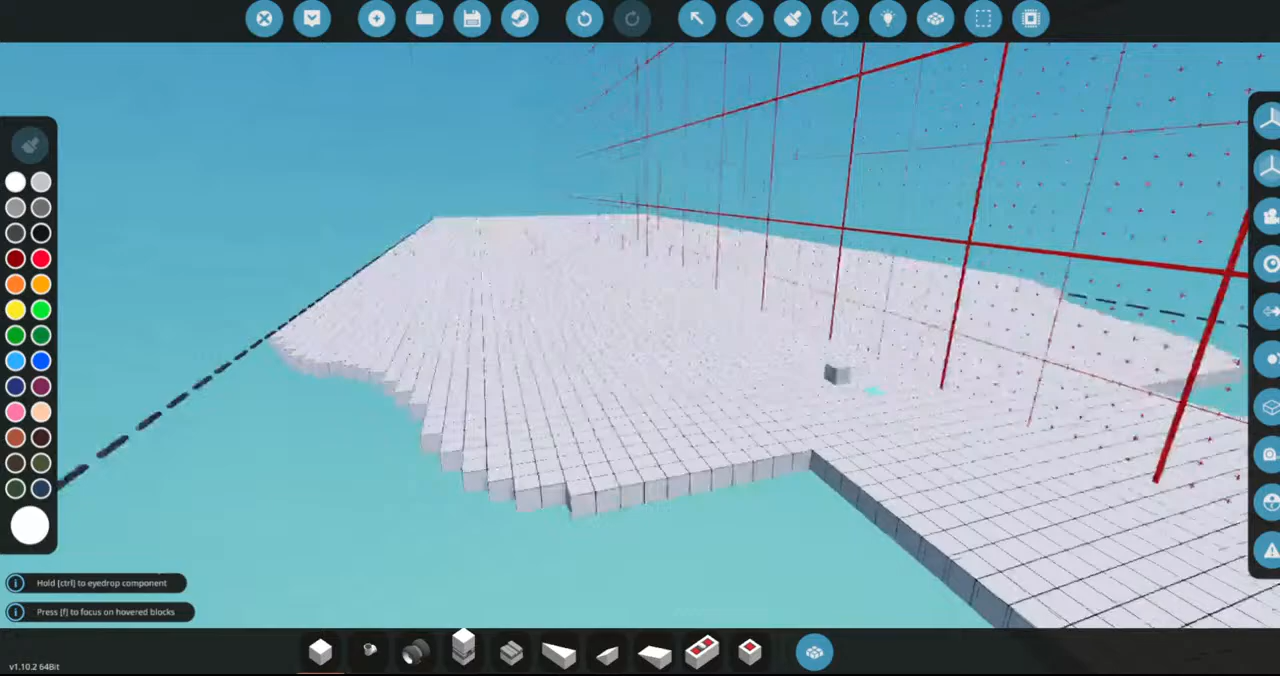 Hold [ctrl] to eyedrop component
Press [f] to focus on hovered blocks
v1.10.2 64Bit